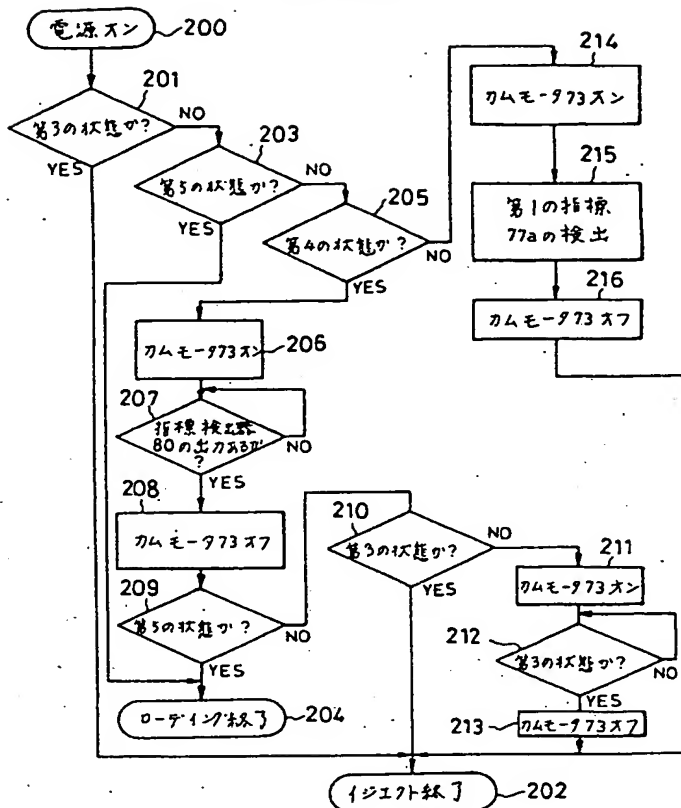 電源オン
200
201
第3の状態か?
NO
YES
203
第5の状態か?
NO
YES
205
第4の状態か?
NO
YES
214
カムモータ73オン
215
第1の指標
77aの検出
216
カムモータ73オフ
カムモータ73オン
206
207
指標検出器
80の出力あるか
?
NO
YES
208
カムモータ73オフ
209
第5の状態か?
NO
YES
ローディング終了
204
210
第3の状態か?
NO
YES
211
カムモータ73オン
212
第3の状態か?
NO
YES
213
カムモータ73オフ
イジェクト終了
202